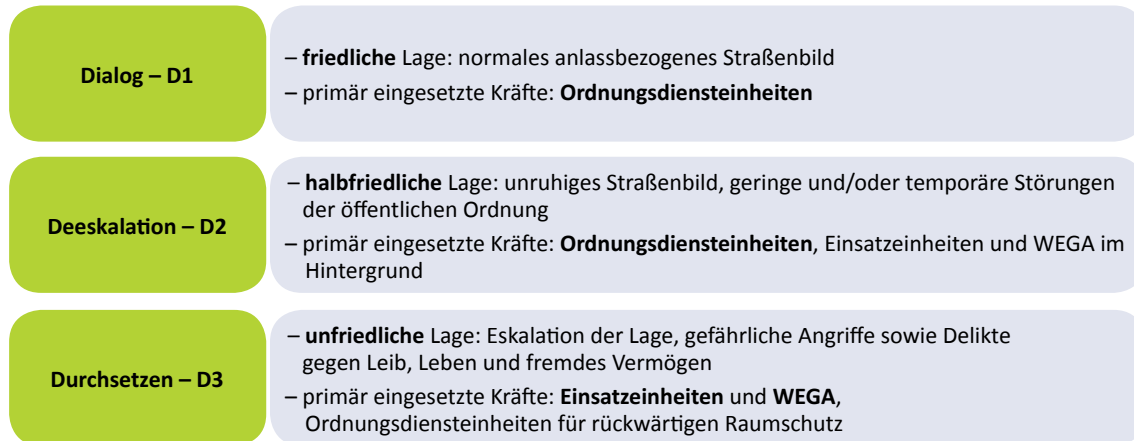 Dialog – D1
– friedliche Lage: normales anlassbezogenes Straßenbild
– primär eingesetzte Kräfte: Ordnungsdiensteinheiten
Deeskalation – D2
– halbfriedliche Lage: unruhiges Straßenbild, geringe und/oder temporäre Störungen
der öffentlichen Ordnung
– primär eingesetzte Kräfte: Ordnungsdiensteinheiten, Einsatzeinheiten und WEGA im
Hintergrund
Durchsetzen – D3
– unfriedliche Lage: Eskalation der Lage, gefährliche Angriffe sowie Delikte
gegen Leib, Leben und fremdes Vermögen
– primär eingesetzte Kräfte: Einsatzeinheiten und WEGA,
Ordnungsdiensteinheiten für rückwärtigen Raumschutz